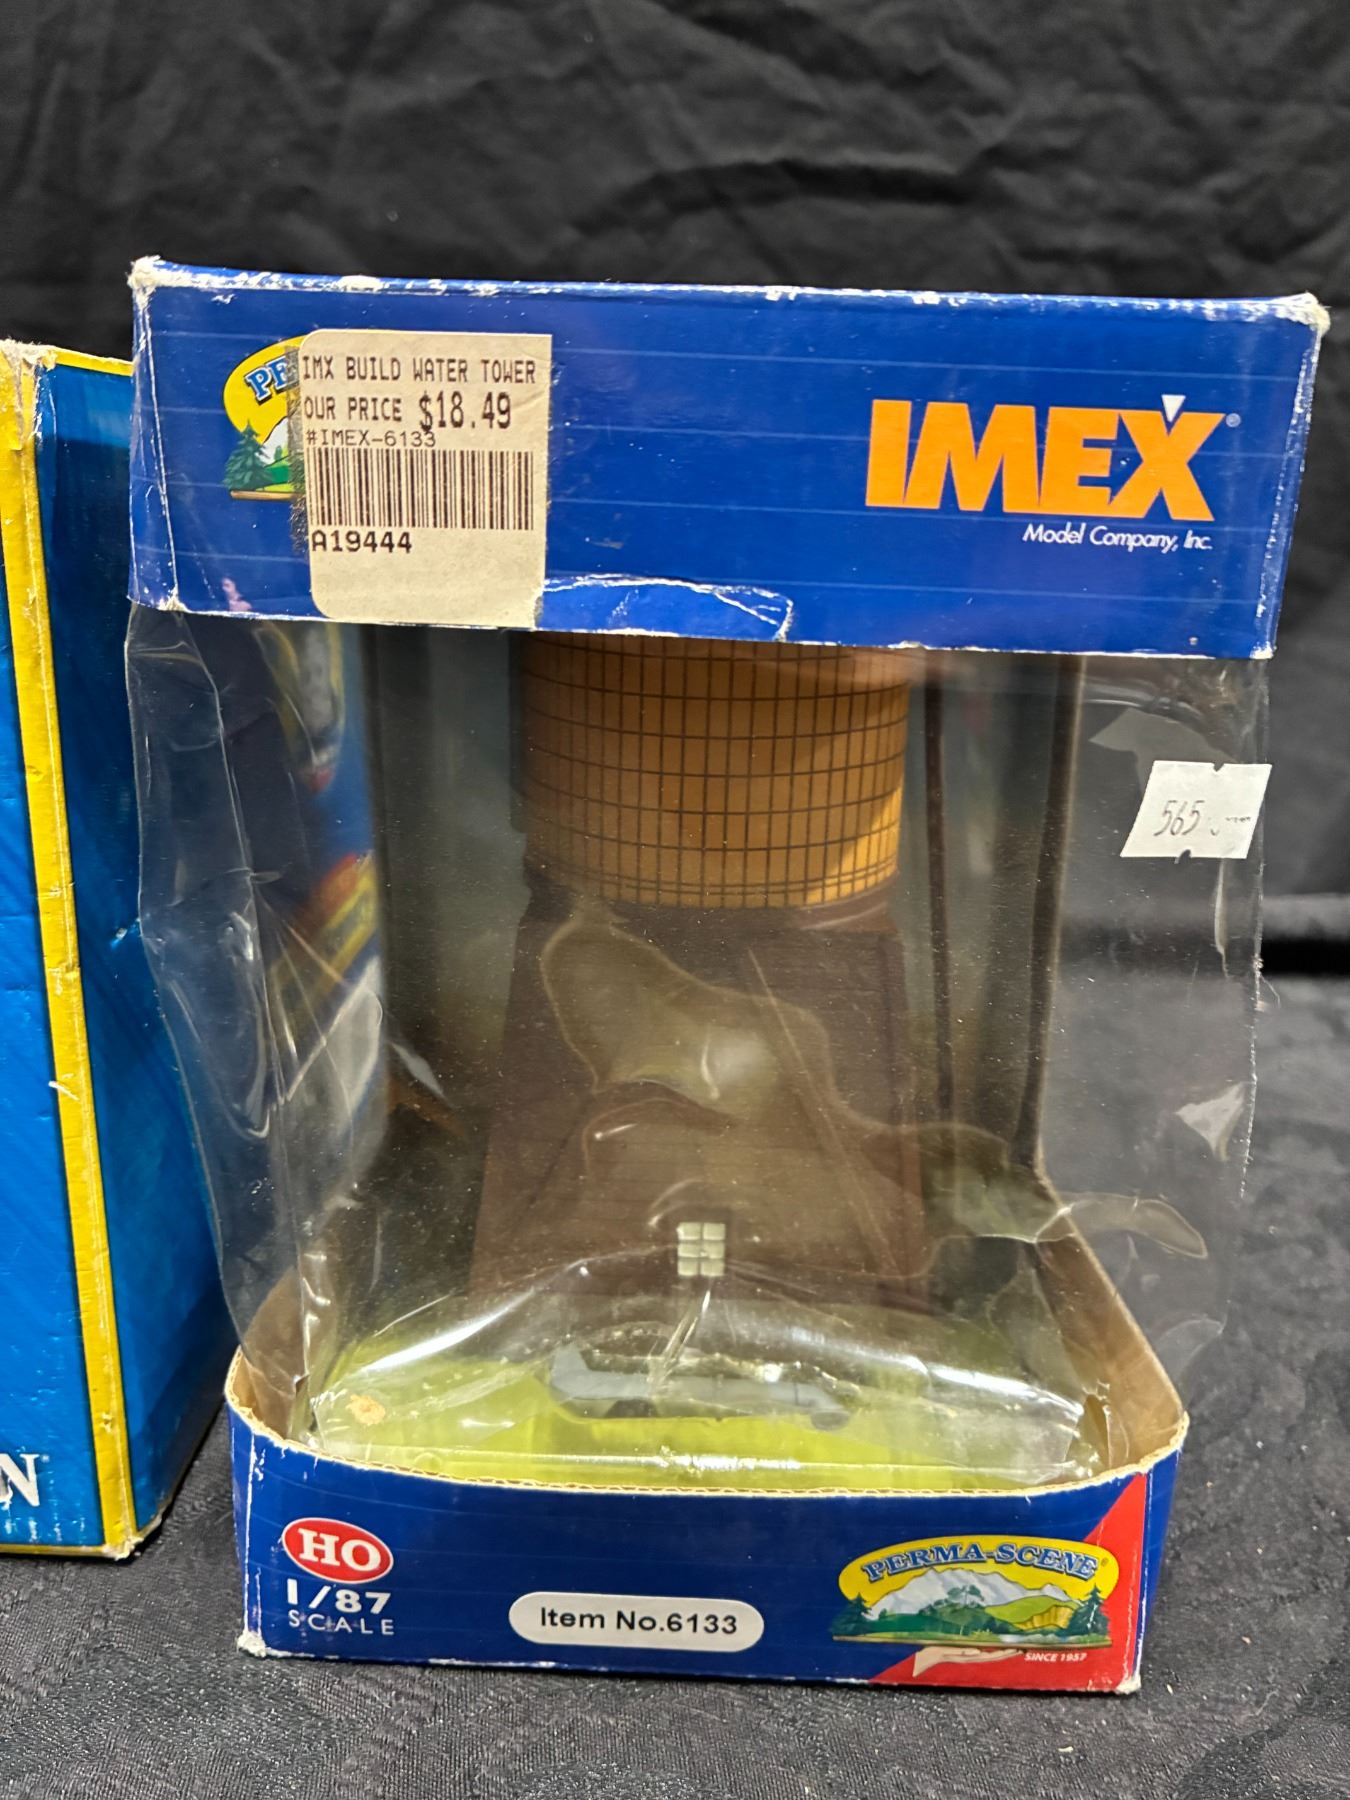 PE
IMX BUILD WATER TOWER
OUR PRICE $18.49
#IMEX-6133
A19444
IMEX®
Model Company, Inc.
565
N
HO
1/87
SCALE
Item No.6133
PERMA-SCENE®
SINCE 1957